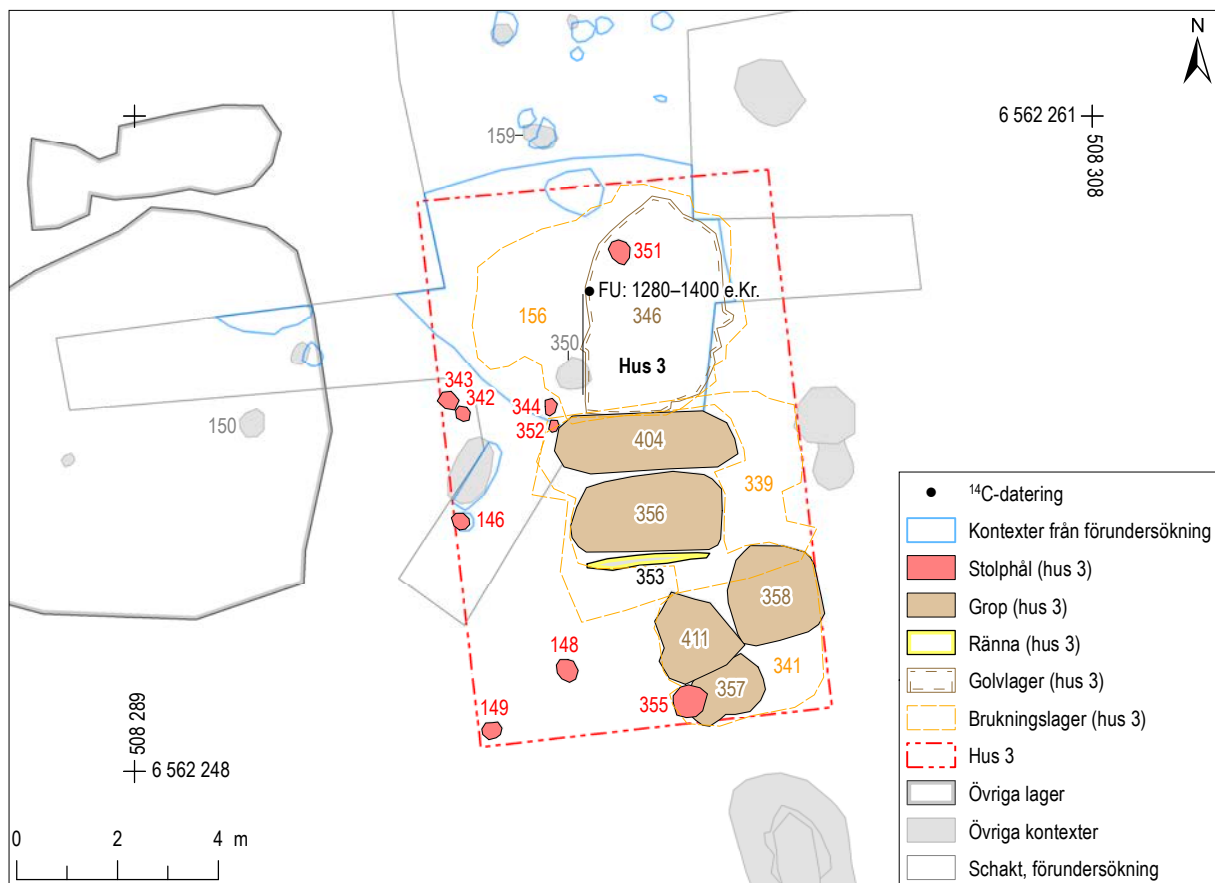 N
6 562 261
508 308
159
351
FU: 1280–1400 e.Kr.
156
346
350
Hus 3
343
342
344
352
150
404
339
356
146
353
358
411
148
341
357
355
149
508 289
6 562 248
0 2 4 m
¹⁴C-datering
Kontexter från förundersökning
Stolphål (hus 3)
Grop (hus 3)
Ränna (hus 3)
Golvlager (hus 3)
Brukningslager (hus 3)
Hus 3
Övriga lager
Övriga kontexter
Schakt, förundersökning